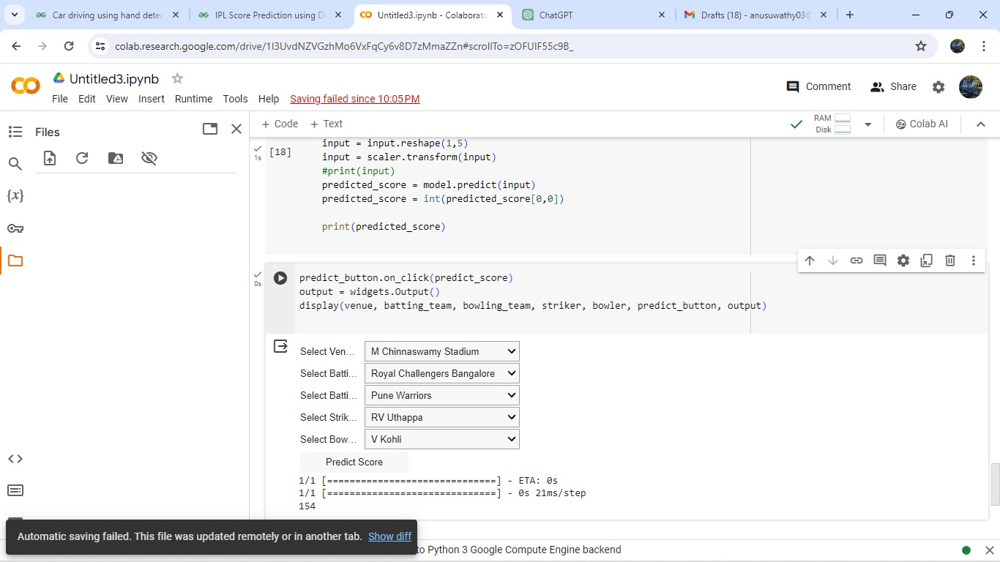 Car driving using hand detec
IPL Score Prediction using D
Untitled3.ipynb - Colaborato
ChatGPT
Drafts (18) - anusuwathy03@
colab.research.google.com/drive/1I3UvdNZVGzhMo6VxFqCy6v8D7zMmaZZn#scrollTo=zOFUIF55c9B_
Untitled3.ipynb
File Edit View Insert Runtime Tools Help Saving failed since 10:05 PM
Comment
Share
Files
+ Code + Text
RAM
Disk
Colab AI
{x}
1s
[18]
input = input.reshape(1,5)
input = scaler.transform(input)
#print(input)
predicted_score = model.predict(input)
predicted_score = int(predicted_score[0,0])
print(predicted_score)
0s
predict_button.on_click(predict_score)
output = widgets.Output()
display(venue, batting_team, bowling_team, striker, bowler, predict_button, output)
Select Ven... M Chinnaswamy Stadium
Select Batti... Royal Challengers Bangalore
Select Batti... Pune Warriors
Select Strik... RV Uthappa
Select Bow... V Kohli
Predict Score
1/1 [==============================] - ETA: 0s
1/1 [==============================] - 0s 21ms/step
154
Automatic saving failed. This file was updated remotely or in another tab. Show diff
to Python 3 Google Compute Engine backend